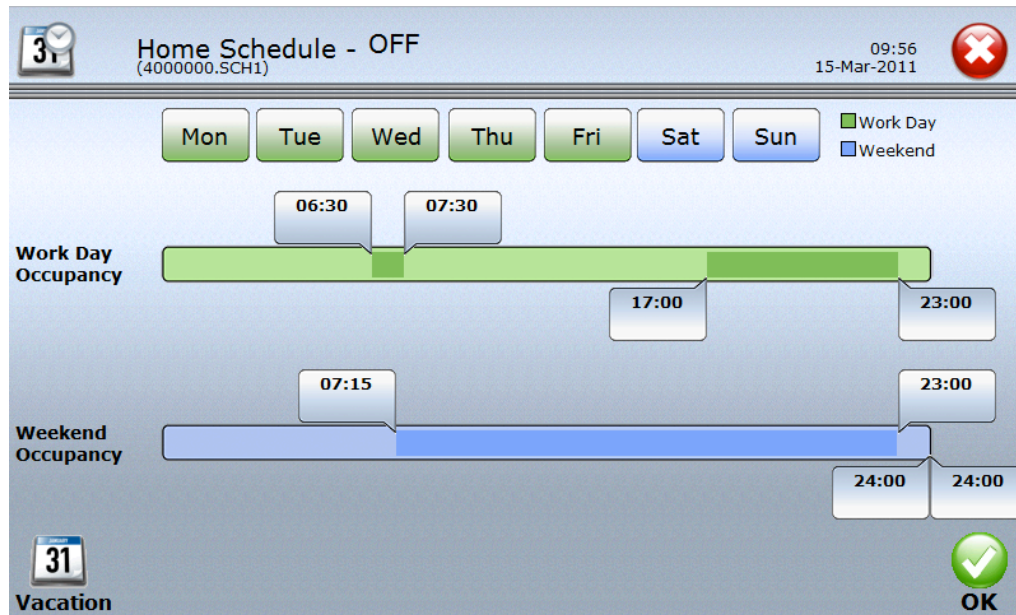 31
Home Schedule - OFF
(4000000.SCH1)
09:56
15-Mar-2011
Mon Tue Wed Thu Fri Sat Sun
Work Day
Weekend
06:30 07:30
Work Day
Occupancy
17:00 23:00
07:15 23:00
Weekend
Occupancy
24:00 24:00
31
Vacation
OK